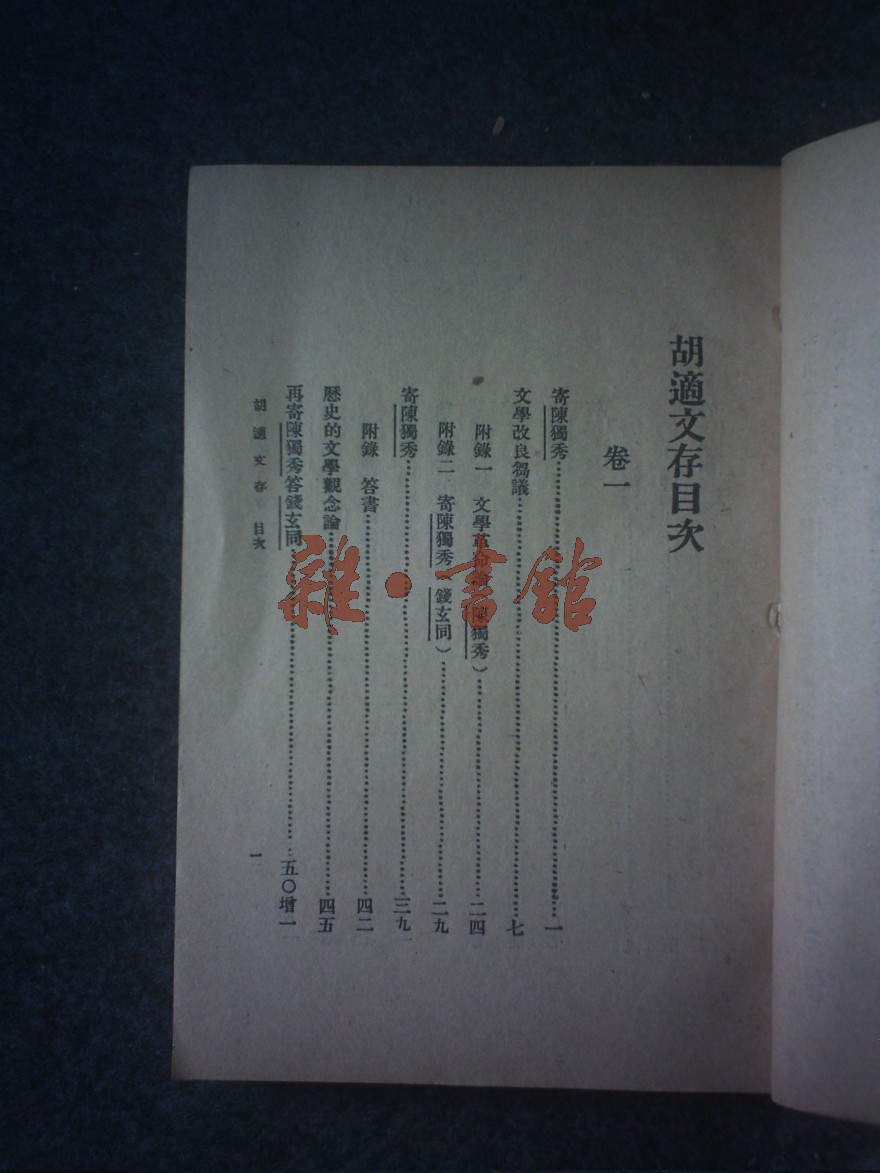 胡適文存目次
卷一
寄陳獨秀……一
文學改良芻議……七
附錄一 文學革命論(陳獨秀)……二四
附錄二 寄陳獨秀(錢玄同)……二九
寄陳獨秀……三九
附錄 答書……四二
歷史的文學觀念論……四五
再寄陳獨秀答錢玄同……五〇增一
胡適文存 目次
一
雜·書館